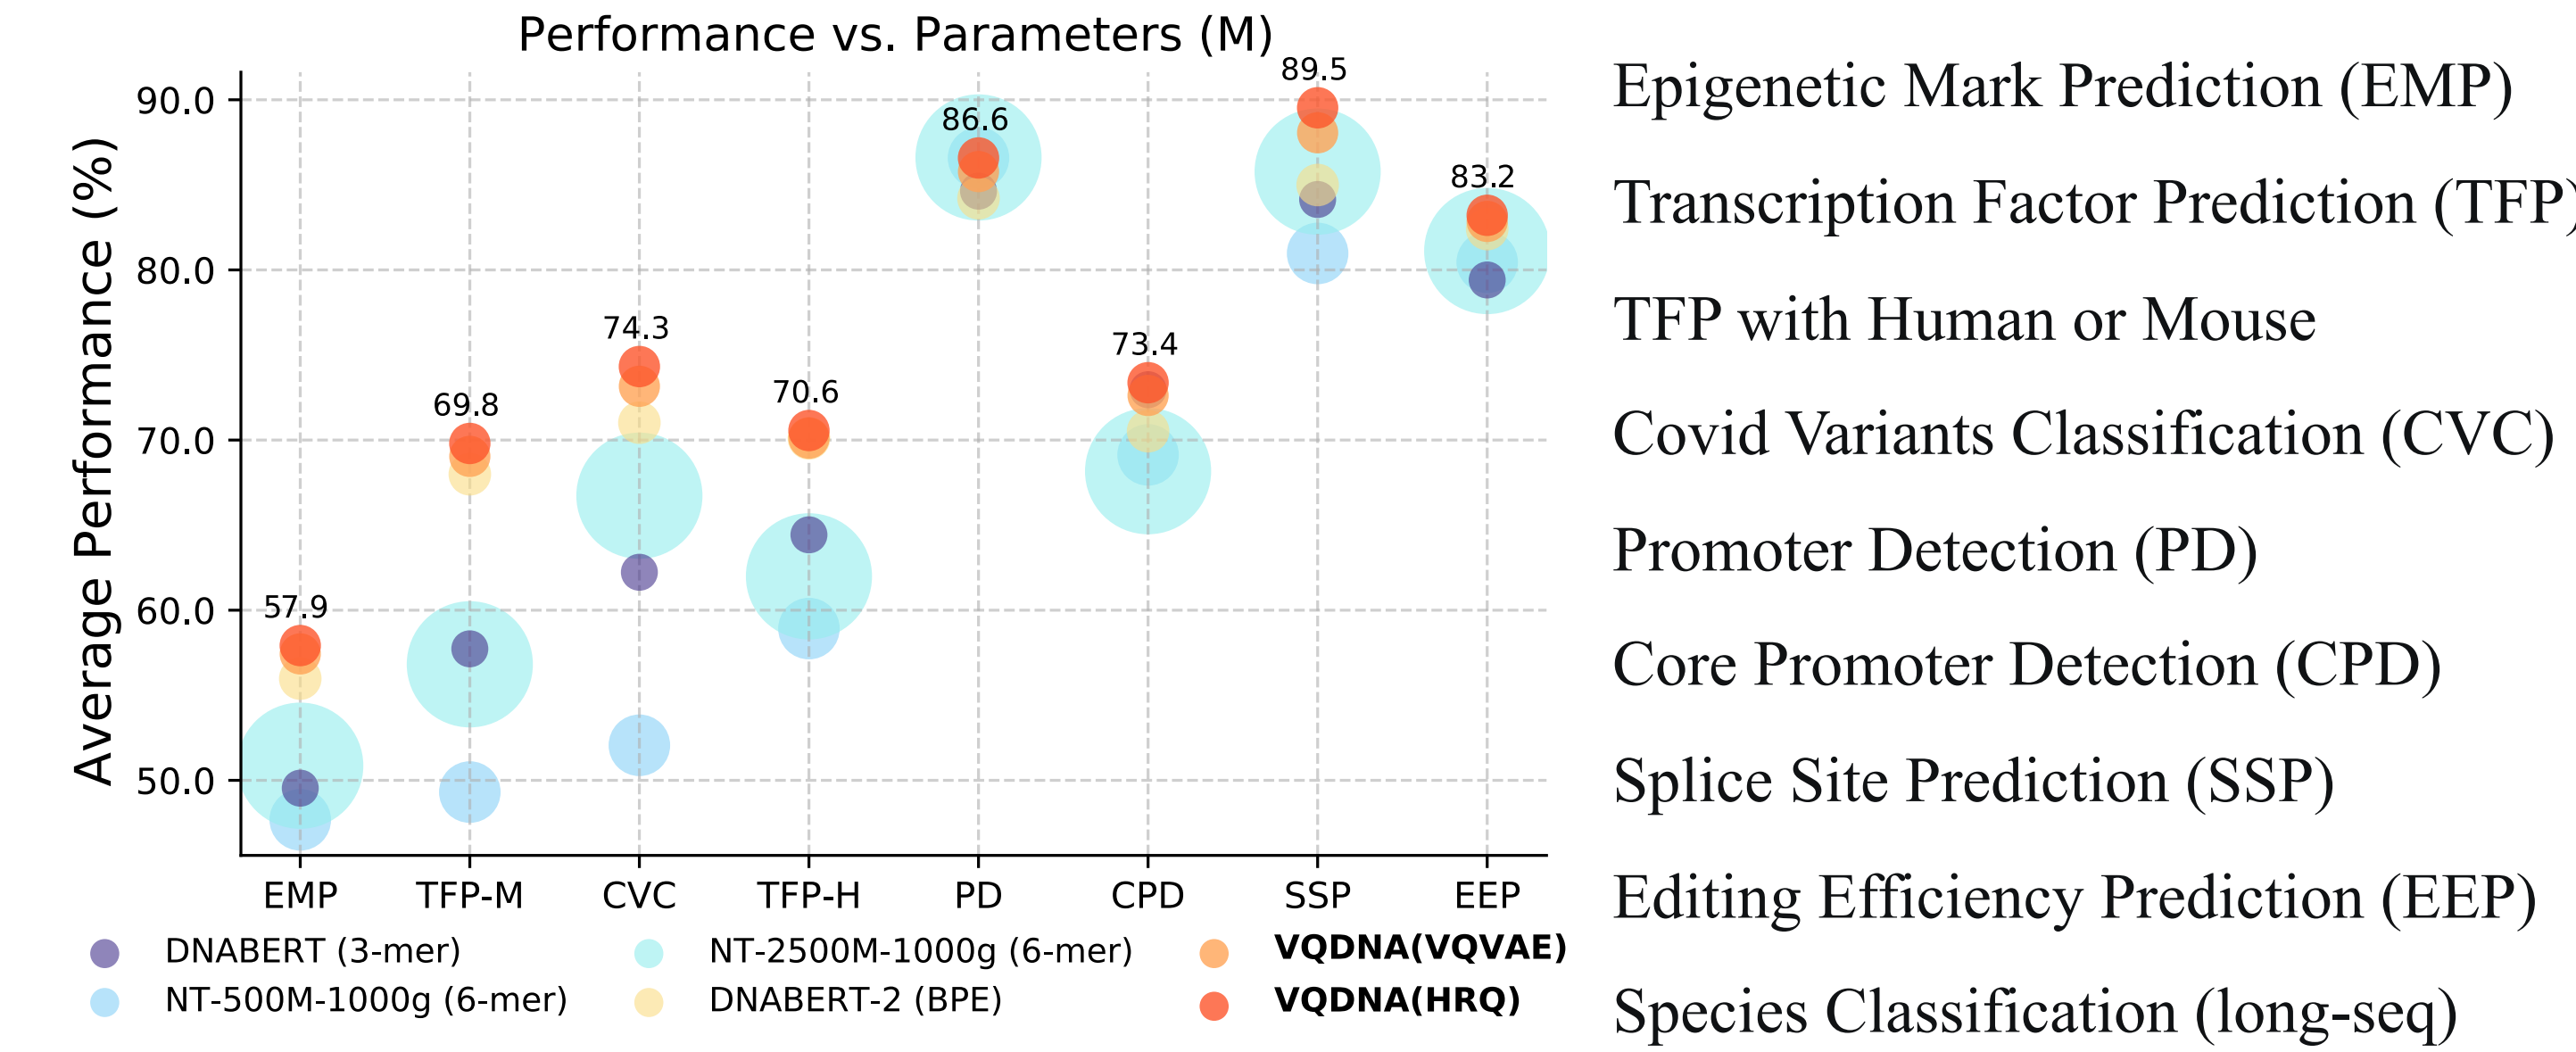 Performance vs. Parameters (M)
Average Performance (%)
90.0
80.0
70.0
60.0
50.0
57.9
69.8
74.3
70.6
86.6
73.4
89.5
83.2
EMP TFP-M CVC TFP-H PD CPD SSP EEP
DNABERT (3-mer)
NT-500M-1000g (6-mer)
NT-2500M-1000g (6-mer)
DNABERT-2 (BPE)
VQDNA(VQVAE)
VQDNA(HRQ)
Epigenetic Mark Prediction (EMP)
Transcription Factor Prediction (TFP)
TFP with Human or Mouse
Covid Variants Classification (CVC)
Promoter Detection (PD)
Core Promoter Detection (CPD)
Splice Site Prediction (SSP)
Editing Efficiency Prediction (EEP)
Species Classification (long-seq)